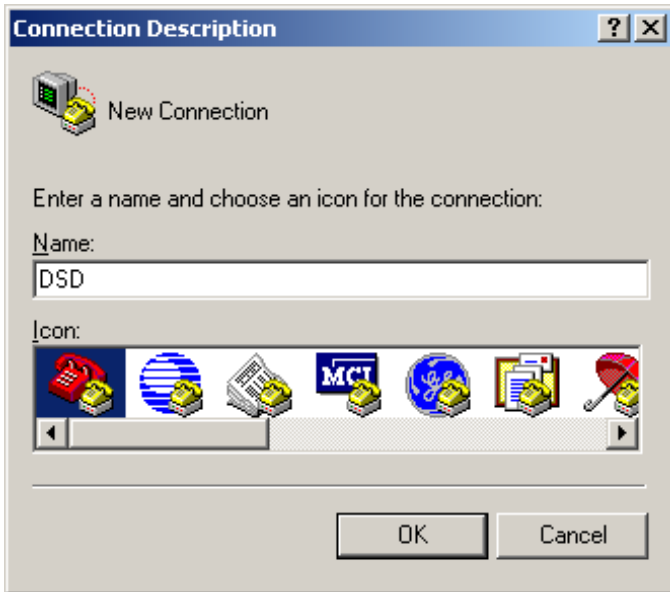 Connection Description
New Connection
Enter a name and choose an icon for the connection:
Name:
DSD
Icon:
MCI
OK Cancel